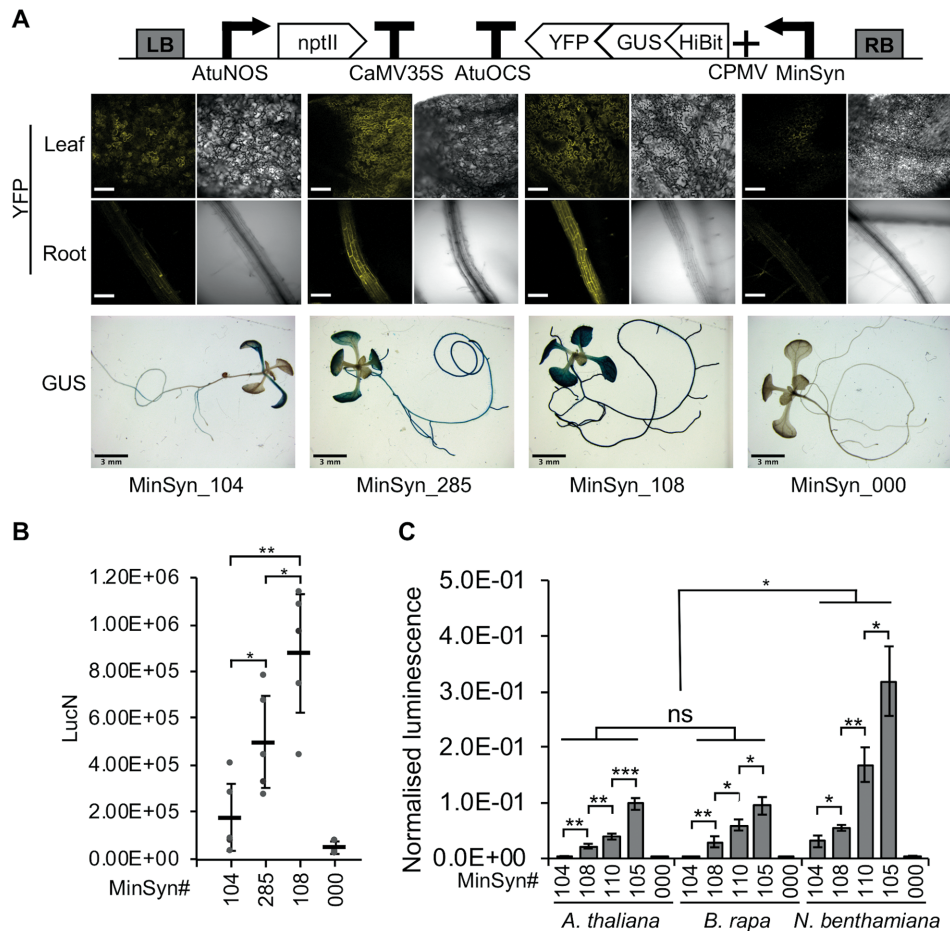 A
LB nptII YFP GUS HiBit RB
AtuNOS CaMV35S AtuOCS CPMV MinSyn
YFP
Leaf
Root
GUS
3 mm 3 mm 3 mm 3 mm
MinSyn_104 MinSyn_285 MinSyn_108 MinSyn_000
B
LucN
1.20E+06
1.00E+06
8.00E+05
6.00E+05
4.00E+05
2.00E+05
0.00E+00
** * *
MinSyn# 104 285 108 000
C
Normalised luminescence
5.0E-01
4.0E-01
3.0E-01
2.0E-01
1.0E-01
0.0E+00
*
ns
** ** *** ** * * * ** *
MinSyn# 104 108 110 105 000 104 108 110 105 000 104 108 110 105 000
A. thaliana B. rapa N. benthamiana